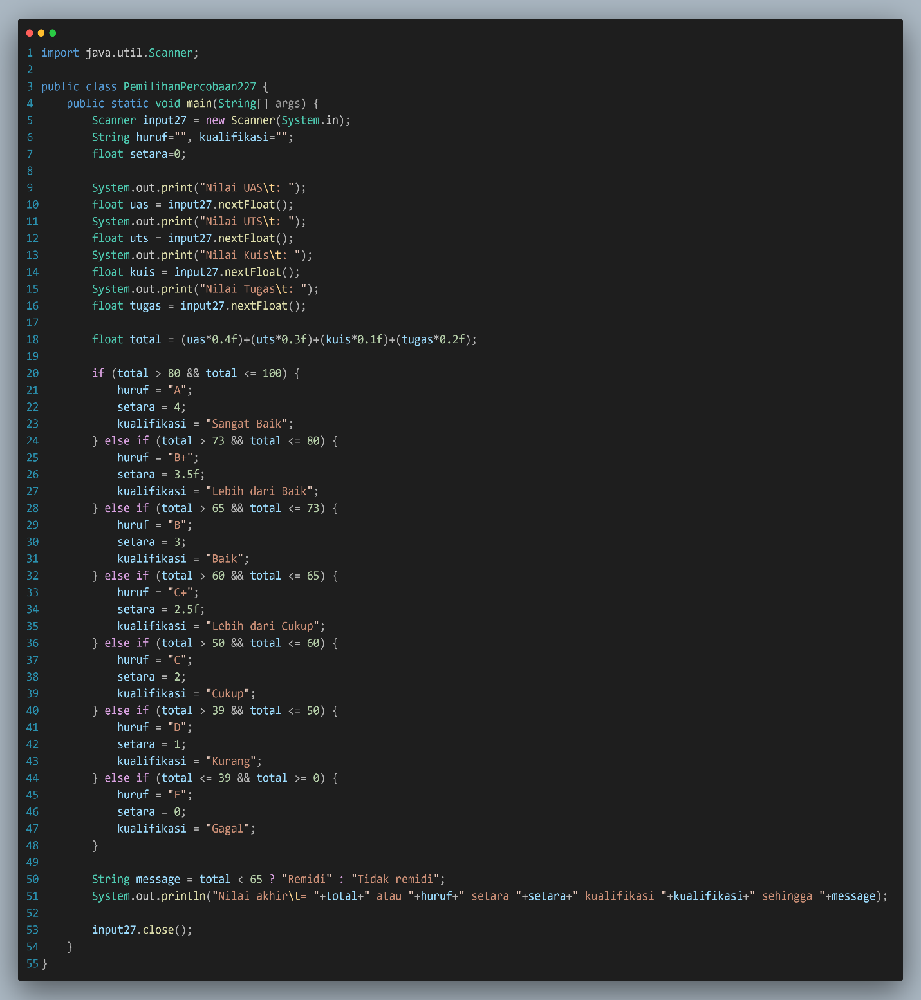 1 import java.util.Scanner;
2
3 public class PemilihanPercobaan227 {
4     public static void main(String[] args) {
5         Scanner input27 = new Scanner(System.in);
6         String huruf="", kualifikasi="";
7         float setara=0;
8
9         System.out.print("Nilai UAS\t: ");
10         float uas = input27.nextFloat();
11         System.out.print("Nilai UTS\t: ");
12         float uts = input27.nextFloat();
13         System.out.print("Nilai Kuis\t: ");
14         float kuis = input27.nextFloat();
15         System.out.print("Nilai Tugas\t: ");
16         float tugas = input27.nextFloat();
17
18         float total = (uas*0.4f)+(uts*0.3f)+(kuis*0.1f)+(tugas*0.2f);
19
20         if (total > 80 && total <= 100) {
21             huruf = "A";
22             setara = 4;
23             kualifikasi = "Sangat Baik";
24         } else if (total > 73 && total <= 80) {
25             huruf = "B+";
26             setara = 3.5f;
27             kualifikasi = "Lebih dari Baik";
28         } else if (total > 65 && total <= 73) {
29             huruf = "B";
30             setara = 3;
31             kualifikasi = "Baik";
32         } else if (total > 60 && total <= 65) {
33             huruf = "C+";
34             setara = 2.5f;
35             kualifikasi = "Lebih dari Cukup";
36         } else if (total > 50 && total <= 60) {
37             huruf = "C";
38             setara = 2;
39             kualifikasi = "Cukup";
40         } else if (total > 39 && total <= 50) {
41             huruf = "D";
42             setara = 1;
43             kualifikasi = "Kurang";
44         } else if (total <= 39 && total >= 0) {
45             huruf = "E";
46             setara = 0;
47             kualifikasi = "Gagal";
48         }
49
50         String message = total < 65 ? "Remidi" : "Tidak remidi";
51         System.out.println("Nilai akhir\t= "+total+" atau "+huruf+" setara "+setara+" kualifikasi "+kualifikasi+" sehingga "+message);
52
53         input27.close();
54     }
55 }